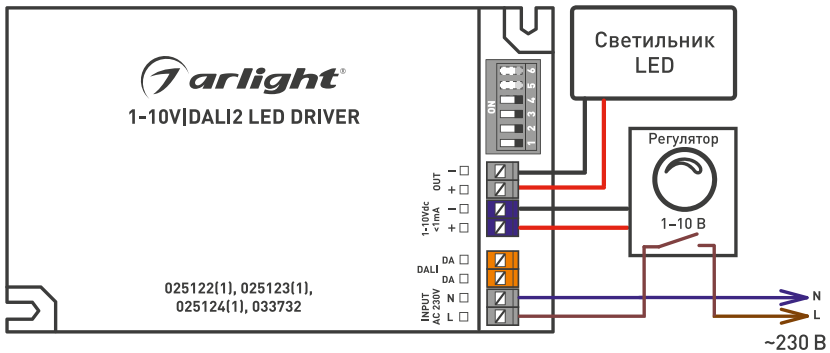 arlight®
1-10V|DALI2 LED DRIVER
025122(1), 025123(1),
025124(1), 033732
ON
1 2 3 4 5 6
OUT
−
+
1-10Vdc
<1mA
−
+
DALI
DA
DA
INPUT
AC 230V
N
L
Светильник
LED
Регулятор
1–10 В
N
L
~230 В